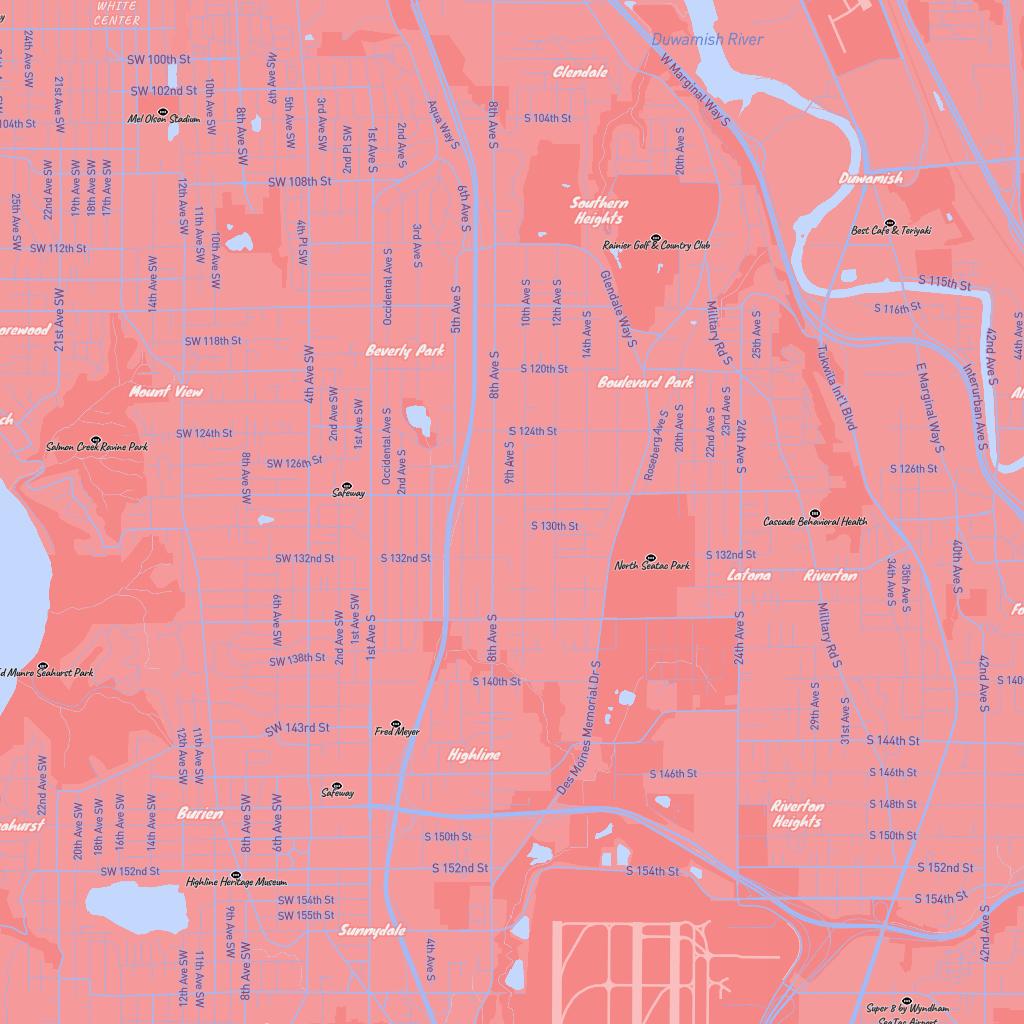 WHITE
CENTER
Duwamish River
SW 100th St
24th Ave SW
Glendale
W Marginal Way S
SW 102nd St
21st Ave SW
10th Ave SW
8th Ave SW
6th Ave SW
5th Ave SW
3rd Ave SW
2nd Pl SW
1st Ave S
2nd Ave S
Aqua Way S
8th Ave S
S 104th St
104th St
Mel Olson Stadium
20th Ave S
Duwamish
25th Ave SW
22nd Ave SW
19th Ave SW
18th Ave SW
17th Ave SW
12th Ave SW
11th Ave SW
10th Ave SW
SW 108th St
6th Ave S
Southern
Heights
Best Cafe & Teriyaki
Rainier Golf & Country Club
SW 112th St
4th Pl SW
3rd Ave S
14th Ave SW
Occidental Ave S
5th Ave S
10th Ave S
12th Ave S
14th Ave S
Glendale Way S
Military Rd S
25th Ave S
S 115th St
S 116th St
21st Ave SW
orewood
SW 118th St
Beverly Park
8th Ave S
S 120th St
Boulevard Park
Tukwila Int'l Blvd
E Marginal Way S
Interurban Ave S
42nd Ave S
44th Ave S
Mount View
4th Ave SW
2nd Ave SW
1st Ave SW
Occidental Ave S
2nd Ave S
9th Ave S
Roseberg Ave S
20th Ave S
22nd Ave S
23rd Ave S
24th Ave S
ch
Salmon Creek Ravine Park
SW 124th St
S 124th St
SW 126th St
S 126th St
8th Ave SW
Safeway
S 130th St
Cascade Behavioral Health
SW 132nd St
S 132nd St
North Seatac Park
S 132nd St
Latona
Riverton
34th Ave S
35th Ave S
40th Ave S
6th Ave SW
2nd Ave SW
1st Ave SW
1st Ave S
8th Ave S
24th Ave S
Military Rd S
Fo
SW 138th St
Ed Munro Seahurst Park
S 140th St
S 140
42nd Ave S
Des Moines Memorial Dr S
29th Ave S
31st Ave S
SW 143rd St
Fred Meyer
12th Ave SW
11th Ave SW
Highline
S 144th St
S 146th St
S 146th St
22nd Ave SW
Safeway
20th Ave SW
18th Ave SW
16th Ave SW
14th Ave SW
Burien
8th Ave SW
6th Ave SW
Riverton
Heights
S 148th St
S 150th St
S 150th St
ahurst
SW 152nd St
S 152nd St
S 154th St
S 152nd St
Highline Heritage Museum
SW 154th St
SW 155th St
S 154th St
9th Ave SW
Sunnydale
4th Ave S
42nd Ave S
12th Ave SW
11th Ave SW
8th Ave SW
Super 8 by Wyndham
SeaTac Airport